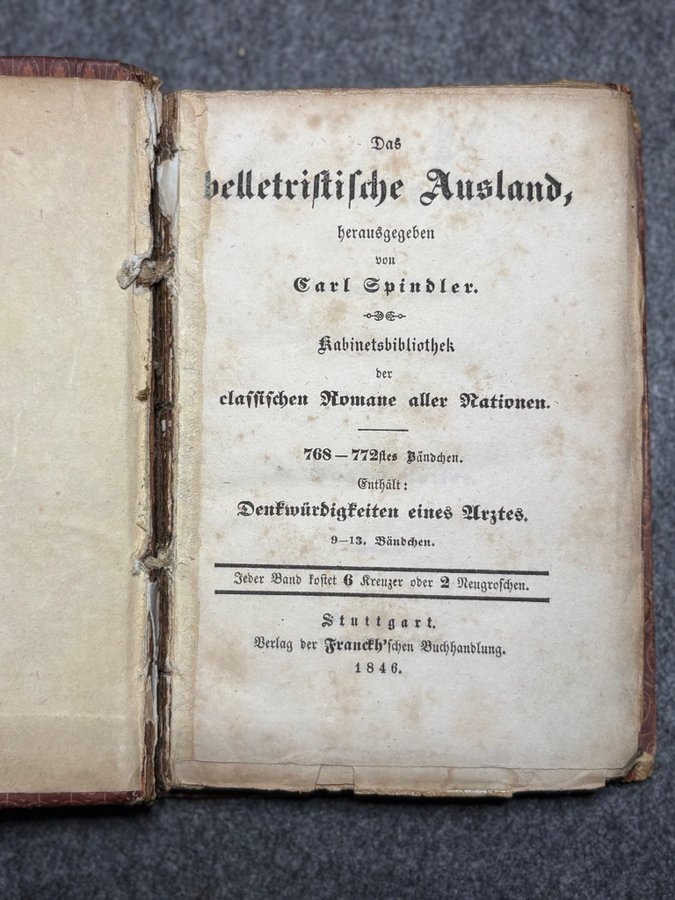 Das
belletristische Ausland,
herausgegeben
von
Carl Spindler.
Kabinetsbibliothek
der
classischen Romane aller Nationen.
768—772stes Bändchen.
Enthält:
Denkwürdigkeiten eines Arztes.
9—13. Bändchen.
Jeder Band kostet 6 Kreuzer oder 2 Neugroschen.
Stuttgart.
Verlag der Franckh'schen Buchhandlung.
1846.